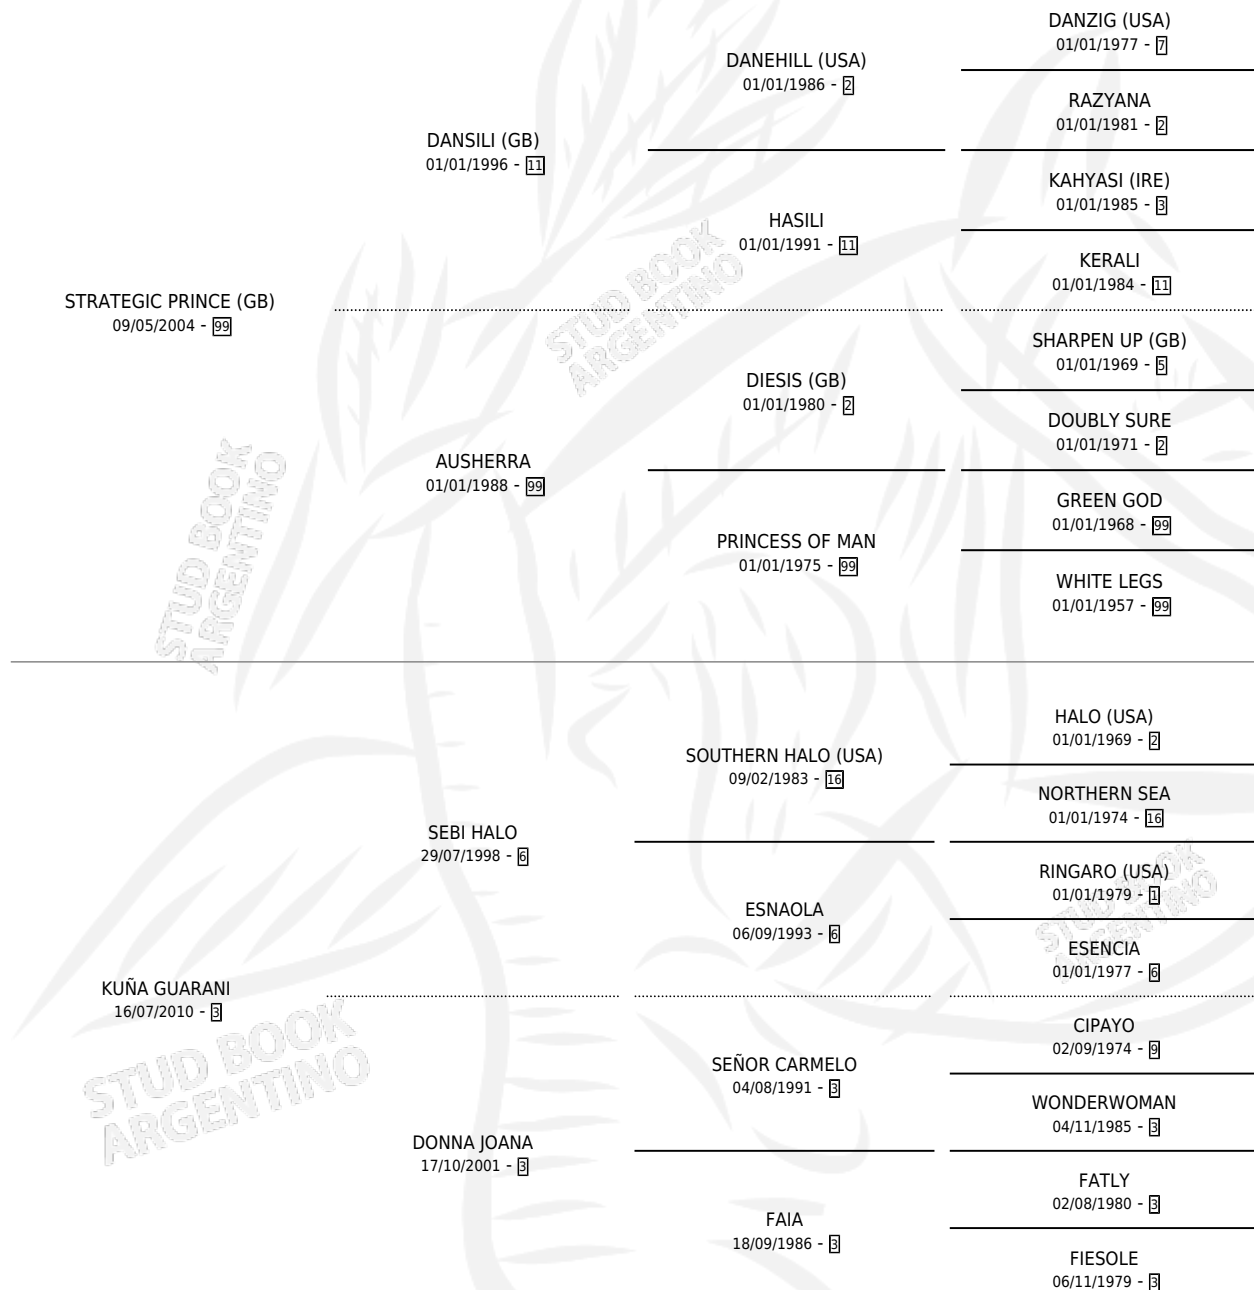 DANZIG (USA)
01/01/1977 - 7
DANEHILL (USA)
01/01/1986 - 2
RAZYANA
01/01/1981 - 2
DANSILI (GB)
01/01/1996 - 11
KAHYASI (IRE)
01/01/1985 - 3
HASILI
01/01/1991 - 11
KERALI
01/01/1984 - 11
STRATEGIC PRINCE (GB)
09/05/2004 - 99
STUD BOOK
ARGENTINO
SHARPEN UP (GB)
01/01/1969 - 5
DIESIS (GB)
01/01/1980 - 2
DOUBLY SURE
01/01/1971 - 2
AUSHERRA
01/01/1988 - 99
GREEN GOD
01/01/1968 - 99
PRINCESS OF MAN
01/01/1975 - 99
WHITE LEGS
01/01/1957 - 99
STUD BOOK
ARGENTINO
HALO (USA)
01/01/1969 - 2
SOUTHERN HALO (USA)
09/02/1983 - 16
NORTHERN SEA
01/01/1974 - 16
SEBI HALO
29/07/1998 - 6
RINGARO (USA)
01/01/1979 - 1
ESNAOLA
06/09/1993 - 6
STUD BOOK
ARGENTINO
ESENCIA
01/01/1977 - 6
KUÑA GUARANI
16/07/2010 - 3
STUD BOOK
ARGENTINO
CIPAYO
02/09/1974 - 9
SEÑOR CARMELO
04/08/1991 - 3
WONDERWOMAN
04/11/1985 - 3
DONNA JOANA
17/10/2001 - 3
FATLY
02/08/1980 - 3
FAIA
18/09/1986 - 3
FIESOLE
06/11/1979 - 3